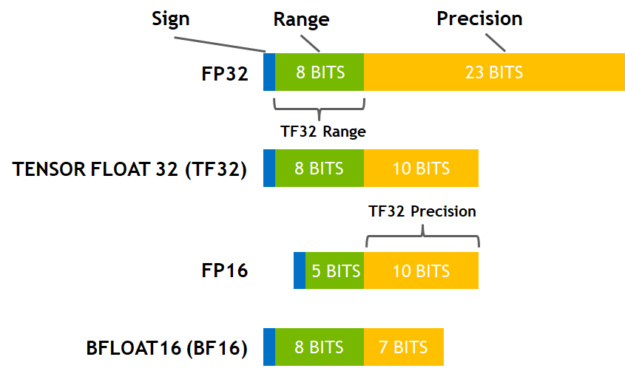 Sign Range Precision
FP32 8 BITS 23 BITS
TF32 Range
TENSOR FLOAT 32 (TF32) 8 BITS 10 BITS
TF32 Precision
FP16 5 BITS 10 BITS
BFLOAT16 (BF16) 8 BITS 7 BITS